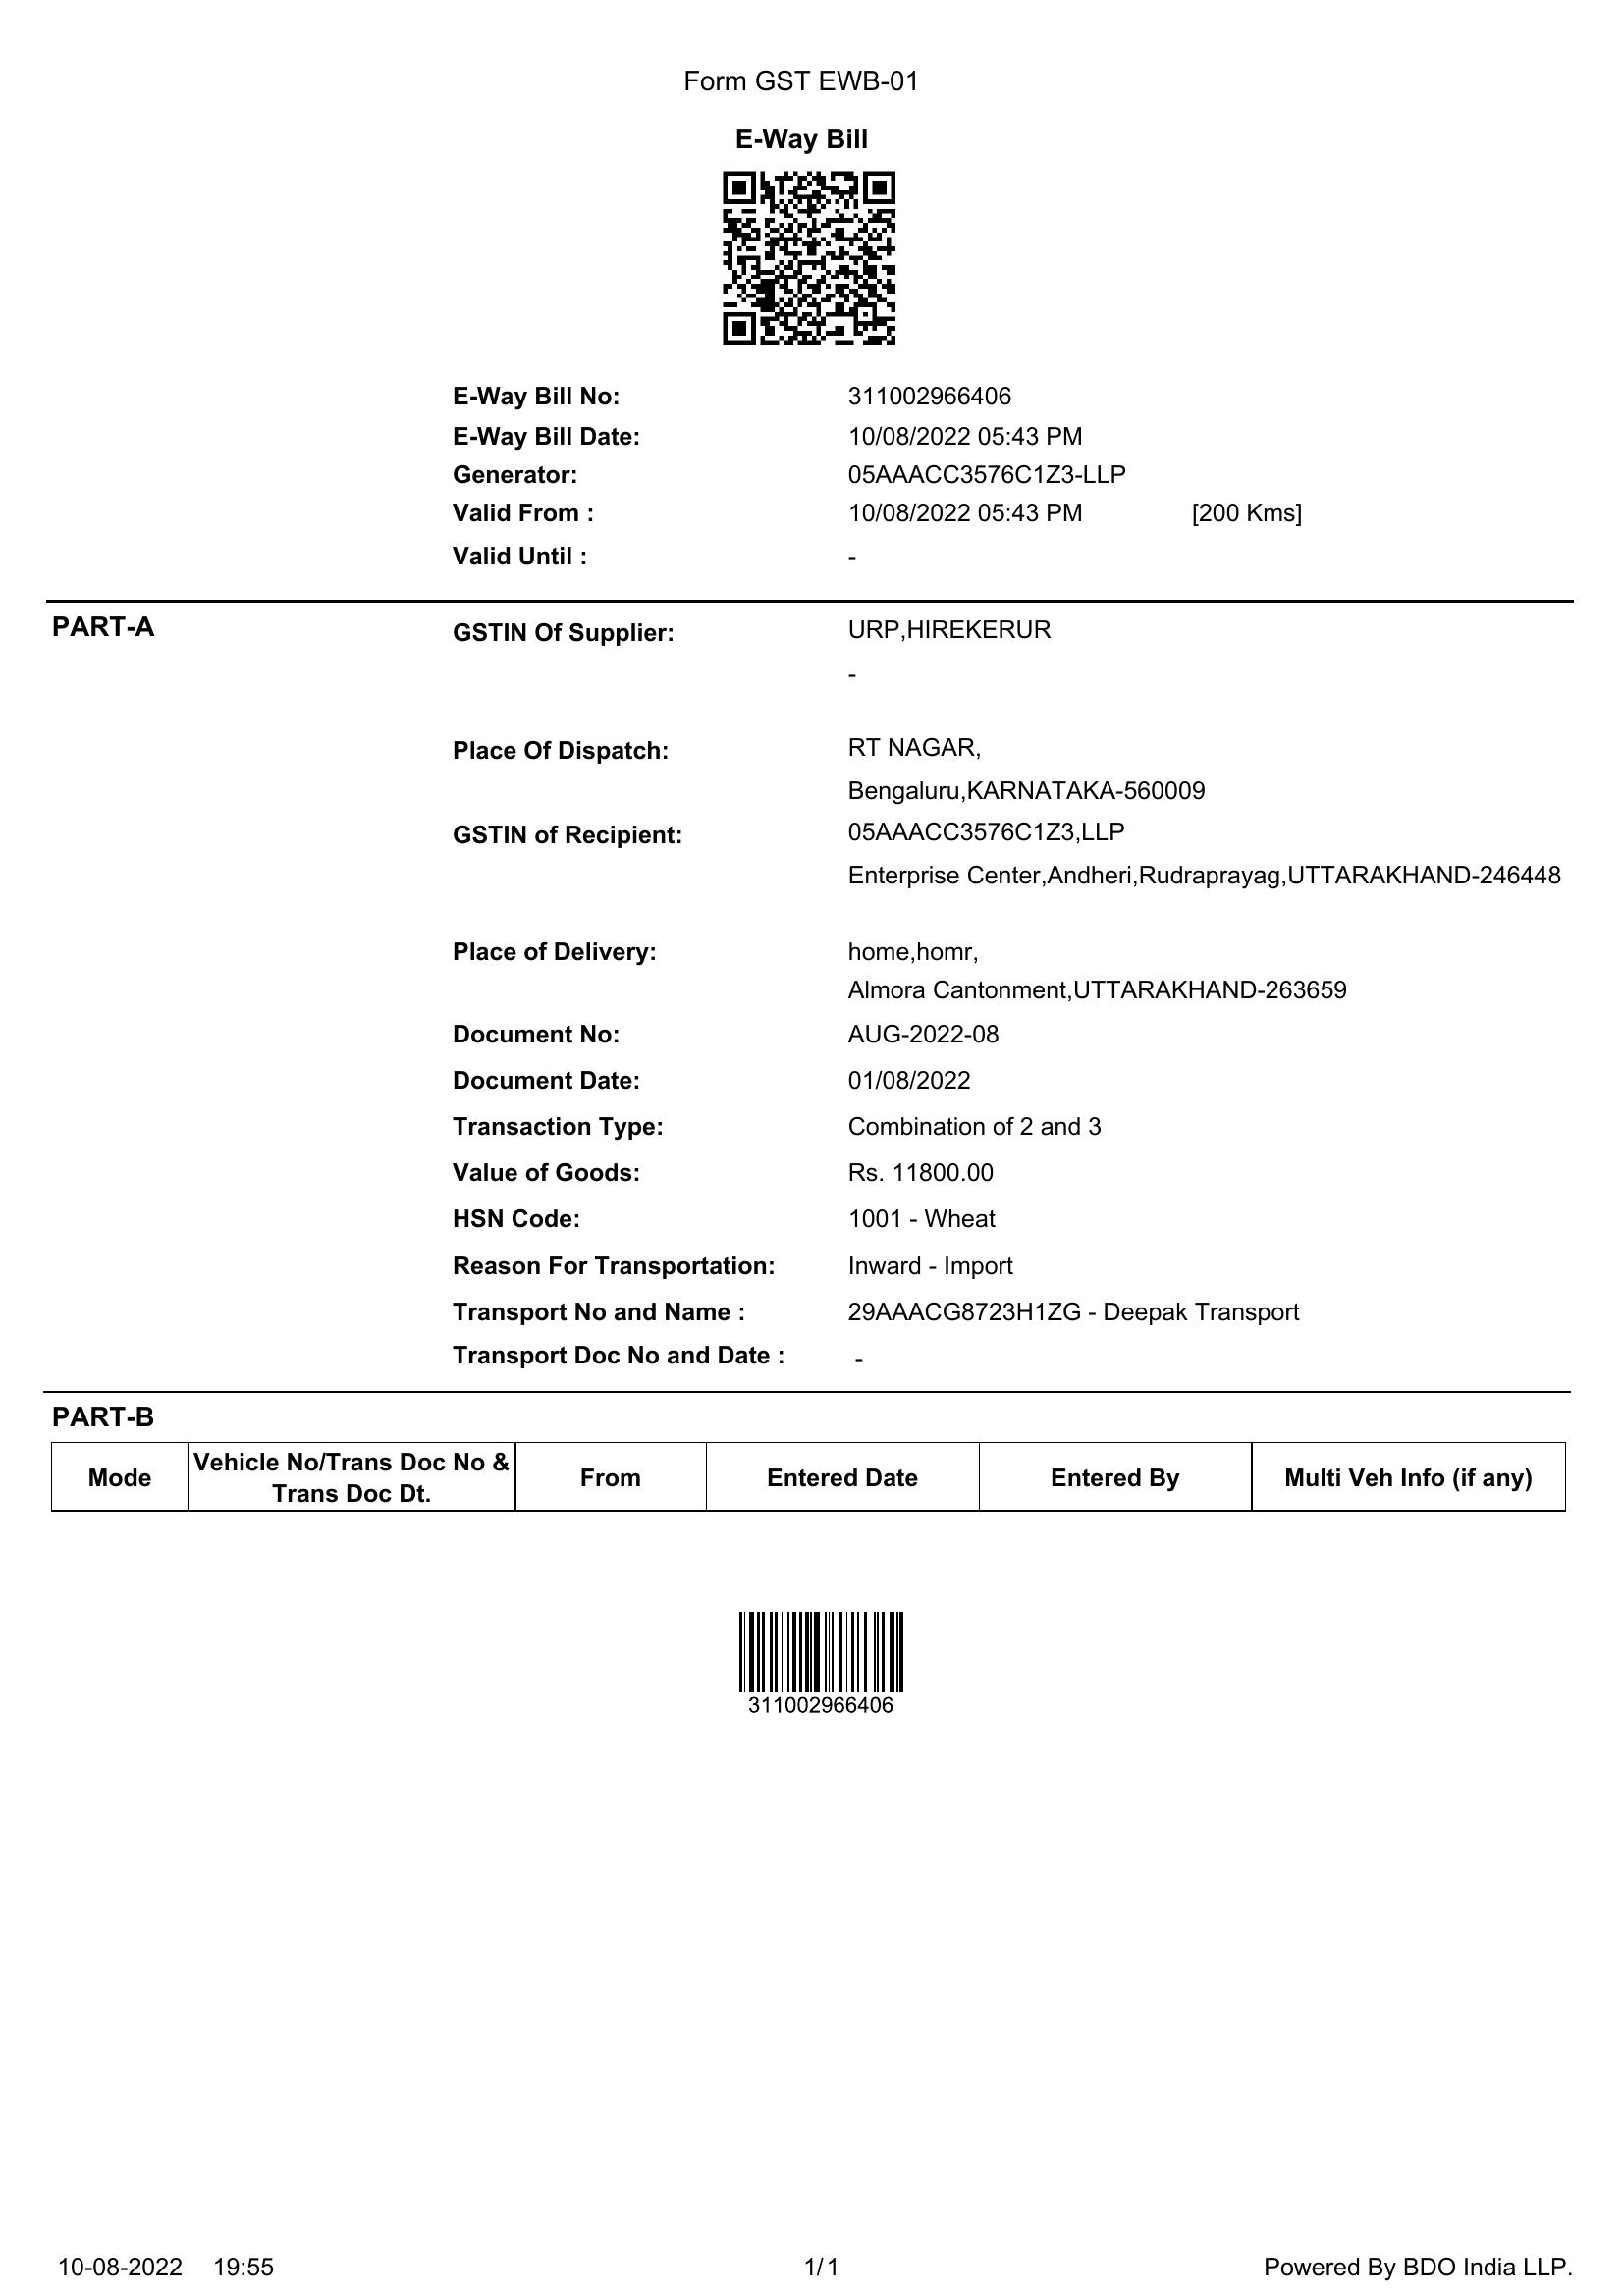 Form GST EWB-01
E-Way Bill
E-Way Bill No: 311002966406
E-Way Bill Date: 10/08/2022 05:43 PM
Generator: 05AAACC3576C1Z3-LLP
Valid From : 10/08/2022 05:43 PM [200 Kms]
Valid Until : -
PART-A
GSTIN Of Supplier: URP,HIREKERUR
-
Place Of Dispatch: RT NAGAR,
Bengaluru,KARNATAKA-560009
GSTIN of Recipient: 05AAACC3576C1Z3,LLP
Enterprise Center,Andheri,Rudraprayag,UTTARAKHAND-246448
Place of Delivery: home,homr,
Almora Cantonment,UTTARAKHAND-263659
Document No: AUG-2022-08
Document Date: 01/08/2022
Transaction Type: Combination of 2 and 3
Value of Goods: Rs. 11800.00
HSN Code: 1001 - Wheat
Reason For Transportation: Inward - Import
Transport No and Name : 29AAACG8723H1ZG - Deepak Transport
Transport Doc No and Date : -
PART-B
Mode Vehicle No/Trans Doc No & Trans Doc Dt. From Entered Date Entered By Multi Veh Info (if any)
311002966406
10-08-2022 19:55 1/1 Powered By BDO India LLP.